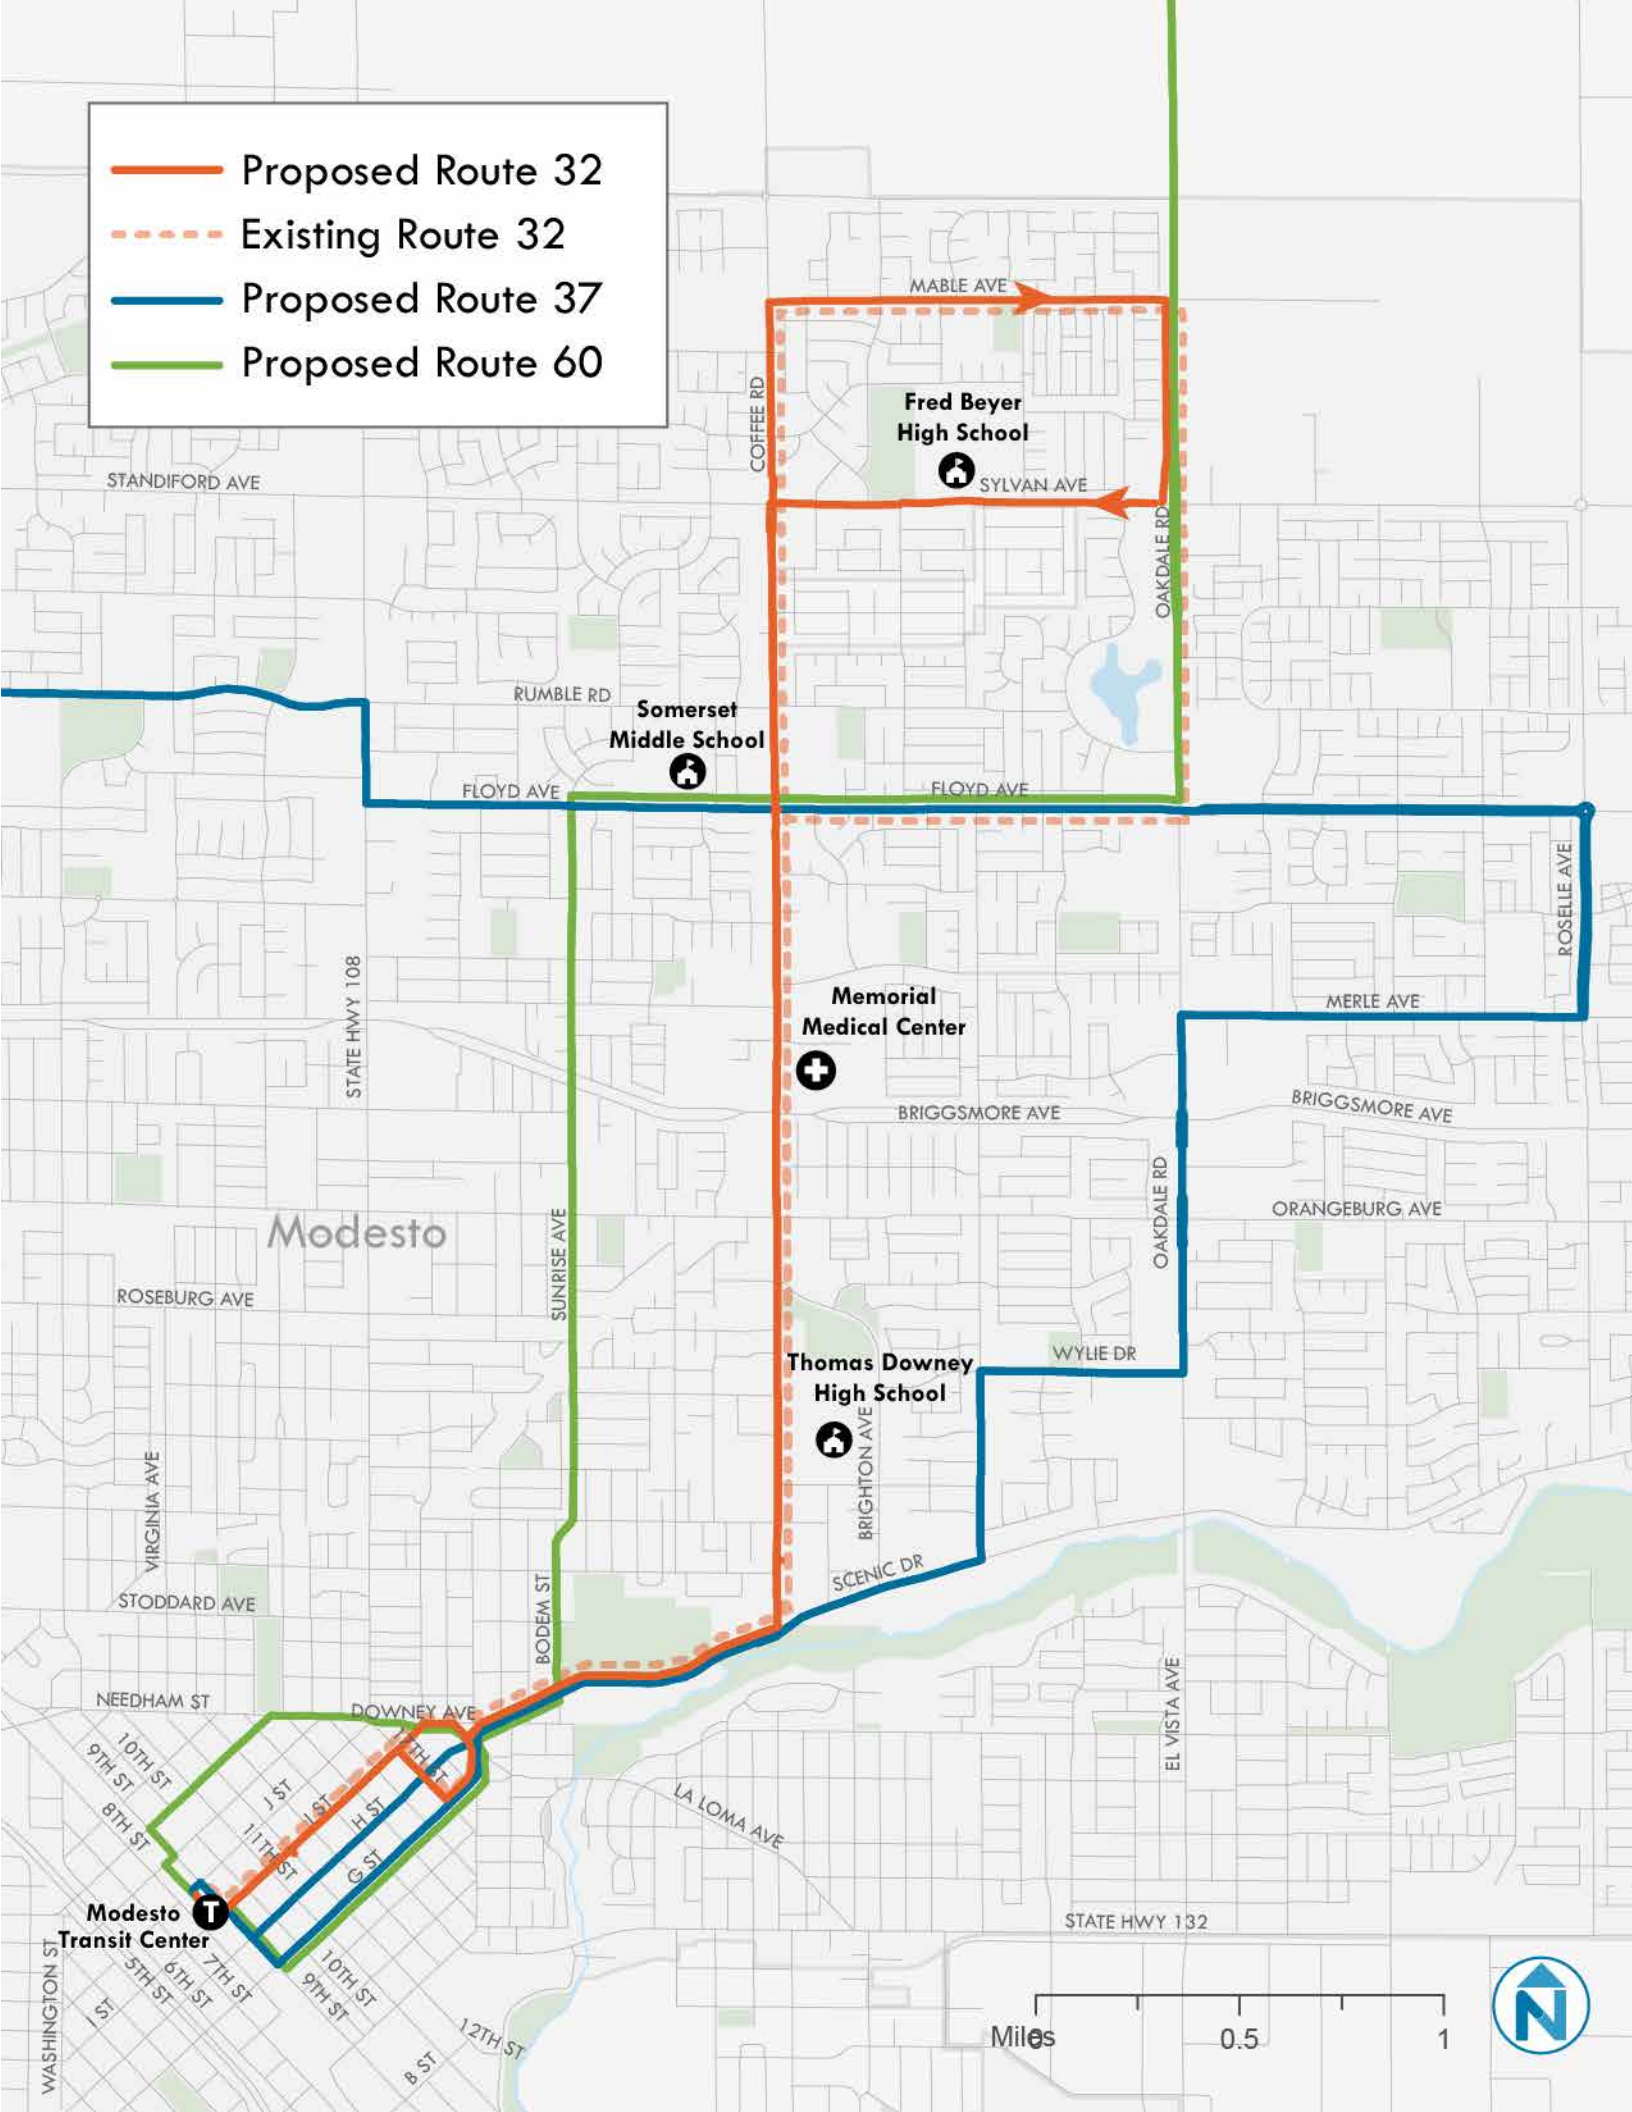 Proposed Route 32
Existing Route 32
Proposed Route 37
Proposed Route 60
MABLE AVE
COFFEE RD
Fred Beyer
High School
SYLVAN AVE
STANDIFORD AVE
OAKDALE RD
RUMBLE RD
Somerset
Middle School
FLOYD AVE
FLOYD AVE
ROSELLE AVE
STATE HWY 108
Memorial
Medical Center
MERLE AVE
BRIGGSMORE AVE
BRIGGSMORE AVE
OAKDALE RD
ORANGEBURG AVE
Modesto
SUNRISE AVE
ROSEBURG AVE
WYLIE DR
Thomas Downey
High School
BRIGHTON AVE
VIRGINIA AVE
SCENIC DR
STODDARD AVE
BODEM ST
EL VISTA AVE
NEEDHAM ST
DOWNEY AVE
17TH ST
10TH ST
9TH ST
8TH ST
J ST
I ST
H ST
11TH ST
G ST
LA LOMA AVE
T
Modesto
Transit Center
STATE HWY 132
WASHINGTON ST
5TH ST
6TH ST
7TH ST
10TH ST
9TH ST
I ST
12TH ST
B ST
Miles
0
0.5
1
N